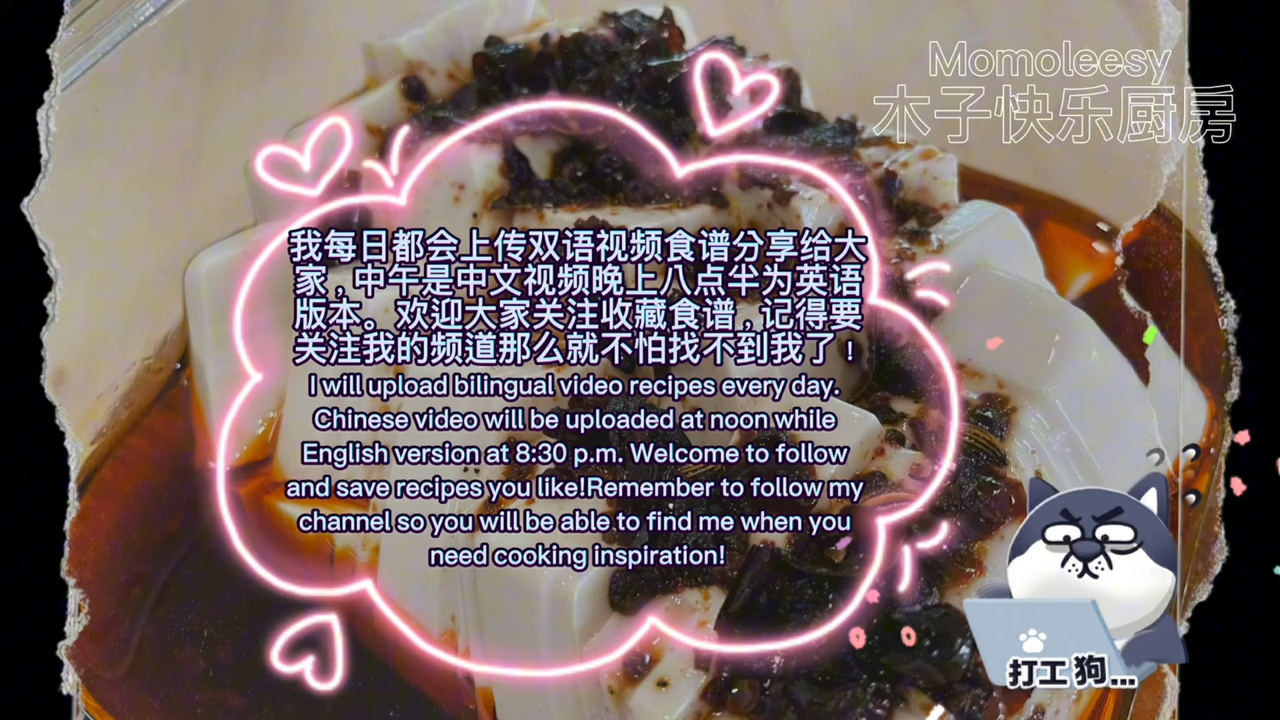 Momoleesy
木子快乐厨房
我每日都会上传双语视频食谱分享给大
家，中午是中文视频晚上八点半为英语
版本。欢迎大家关注收藏食谱，记得要
关注我的频道那么就不怕找不到我了！
I will upload bilingual video recipes every day.
Chinese video will be uploaded at noon while
English version at 8:30 p.m. Welcome to follow
and save recipes you like!Remember to follow my
channel so you will be able to find me when you
need cooking inspiration!
打工狗...